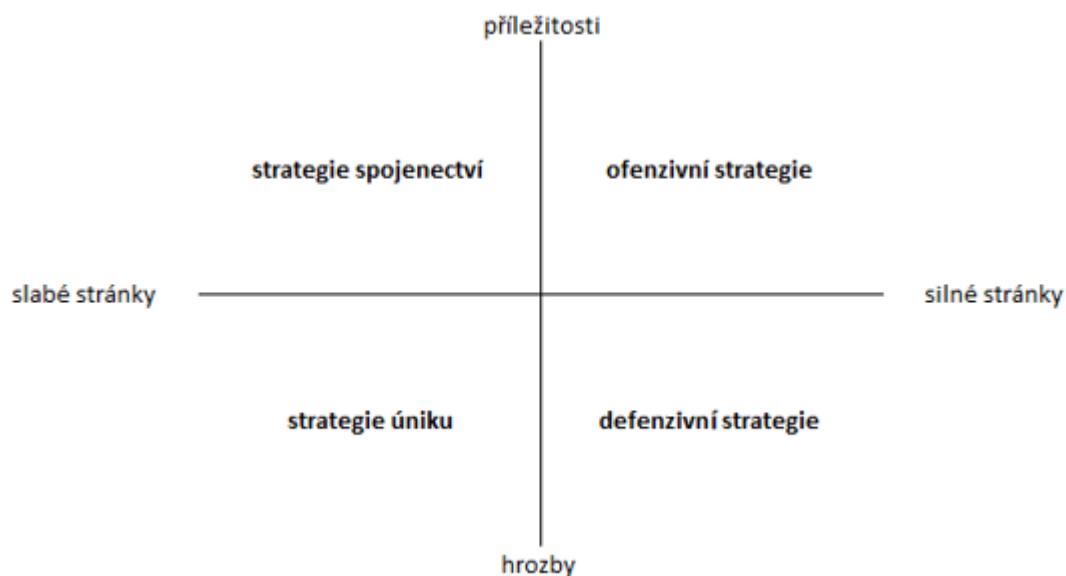 příležitosti
strategie spojenectví
ofenzivní strategie
slabé stránky
silné stránky
strategie úniku
defenzivní strategie
hrozby